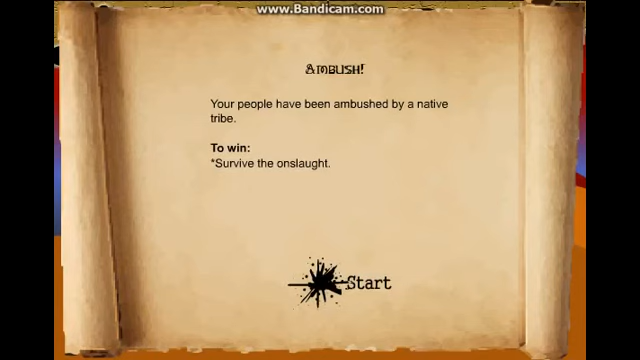 www.Bandicam.com
AMBUSH!
Your people have been ambushed by a native
tribe.
To win:
*Survive the onslaught.
Start